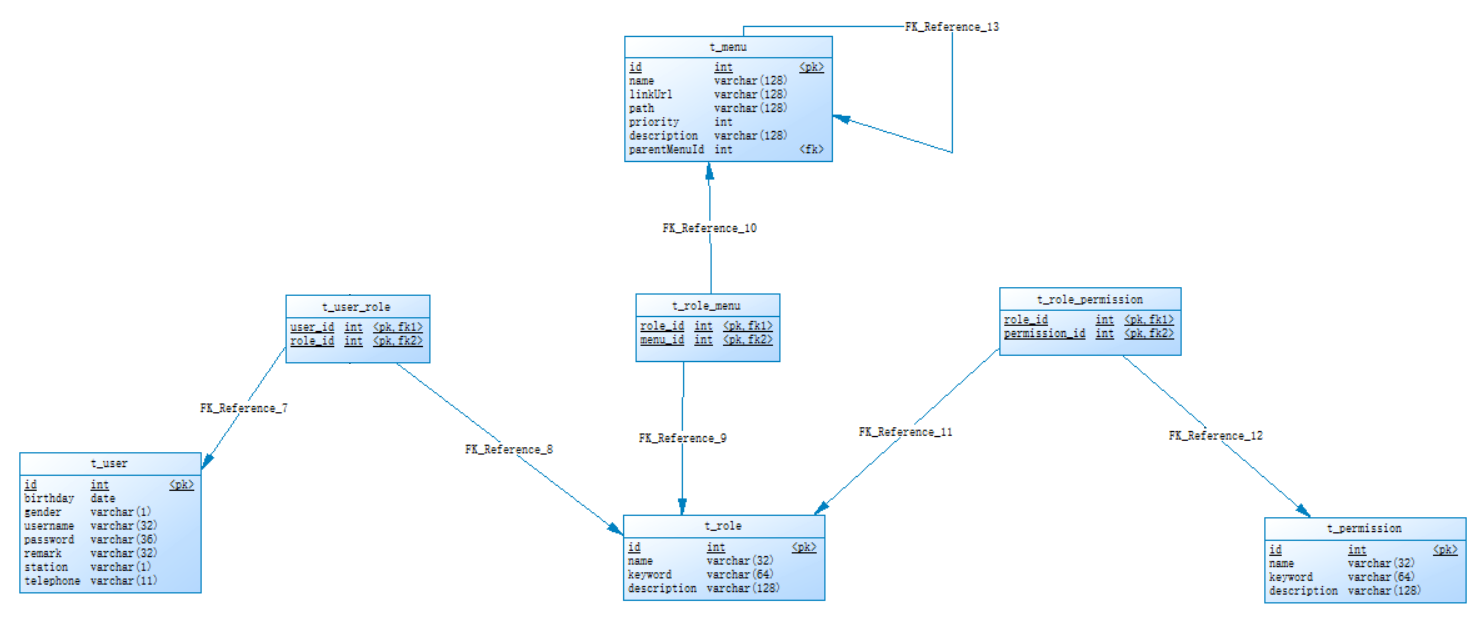 FK_Reference_13
t_menu
id int <pk>
name varchar(128)
linkUrl varchar(128)
path varchar(128)
priority int
description varchar(128)
parentMenuId int <fk>
FK_Reference_10
t_user_role
user_id int <pk,fk1>
role_id int <pk,fk2>
t_role_menu
role_id int <pk,fk1>
menu_id int <pk,fk2>
t_role_permission
role_id int <pk,fk1>
permission_id int <pk,fk2>
FK_Reference_7
FK_Reference_8
FK_Reference_9
FK_Reference_11
FK_Reference_12
t_user
id int <pk>
birthday date
gender varchar(1)
username varchar(32)
password varchar(36)
remark varchar(32)
station varchar(1)
telephone varchar(11)
t_role
id int <pk>
name varchar(32)
keyword varchar(64)
description varchar(128)
t_permission
id int <pk>
name varchar(32)
keyword varchar(64)
description varchar(128)